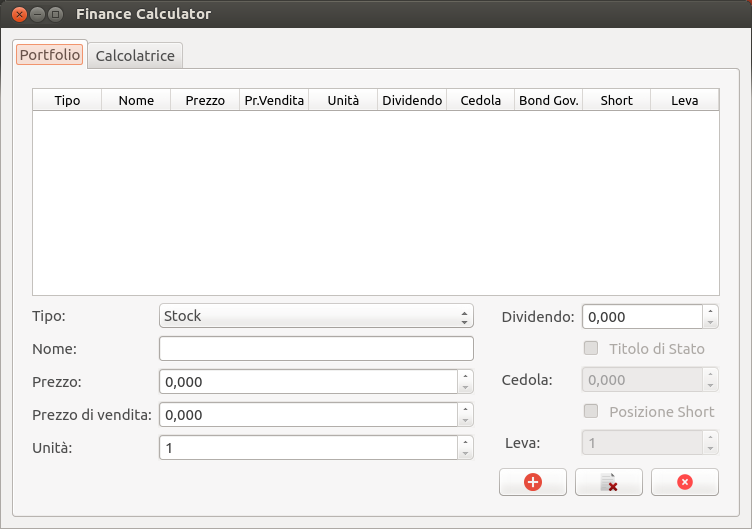 Finance Calculator
Portfolio Calcolatrice
Tipo Nome Prezzo Pr.Vendita Unità Dividendo Cedola Bond Gov. Short Leva
Tipo: Stock Dividendo: 0,000
Nome: Titolo di Stato
Prezzo: 0,000 Cedola: 0,000
Prezzo di vendita: 0,000 Posizione Short
Unità: 1 Leva: 1